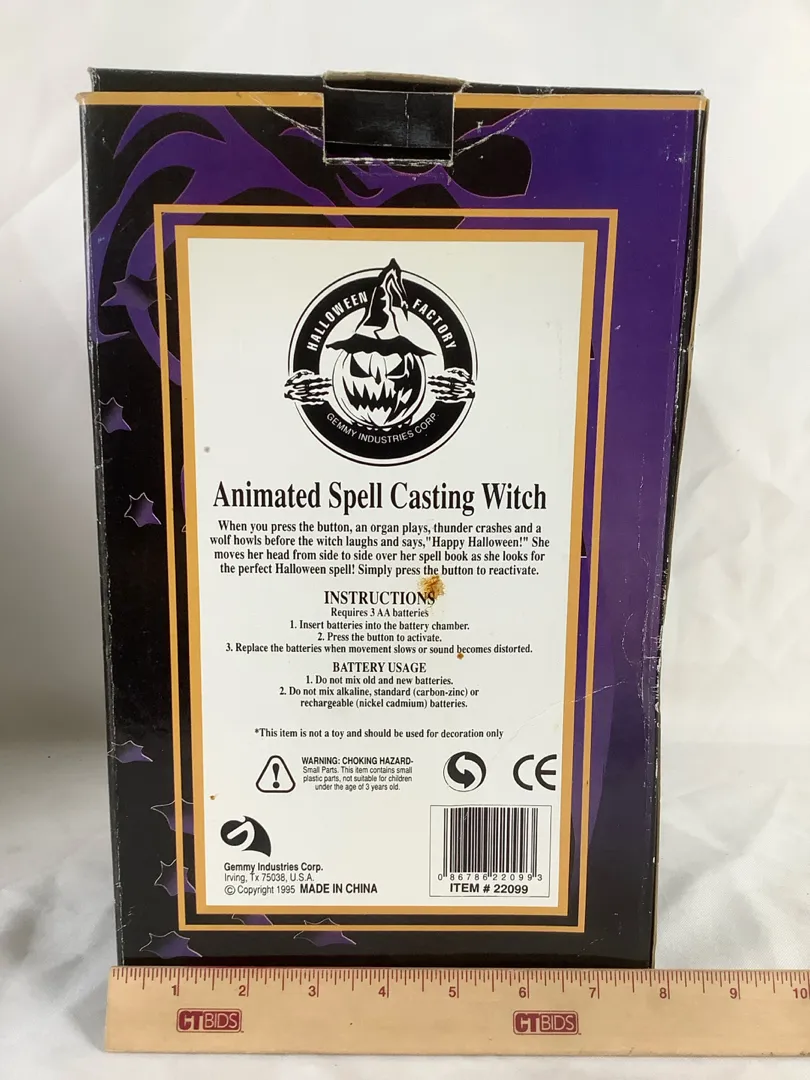 HALLOWEEN FACTORY
GEMMY INDUSTRIES CORP
Animated Spell Casting Witch
When you press the button, an organ plays, thunder crashes and a
wolf howls before the witch laughs and says,"Happy Halloween!" She
moves her head from side to side over her spell book as she looks for
the perfect Halloween spell! Simply press the button to reactivate.
INSTRUCTIONS
Requires 3 AA batteries
1. Insert batteries into the battery chamber.
2. Press the button to activate.
3. Replace the batteries when movement slows or sound becomes distorted.
BATTERY USAGE
1. Do not mix old and new batteries.
2. Do not mix alkaline, standard (carbon-zinc) or
rechargeable (nickel cadmium) batteries.
*This item is not a toy and should be used for decoration only
WARNING: CHOKING HAZARD-
Small Parts. This item contains small
plastic parts, not suitable for children
under the age of 3 years old.
CE
Gemmy Industries Corp.
Irving, Tx 75038, U.S.A.
© Copyright 1995 MADE IN CHINA
0 86786 22099 3
ITEM # 22099
1 2 3 4 5 6 7 8 9 10
CTBIDS CTBIDS